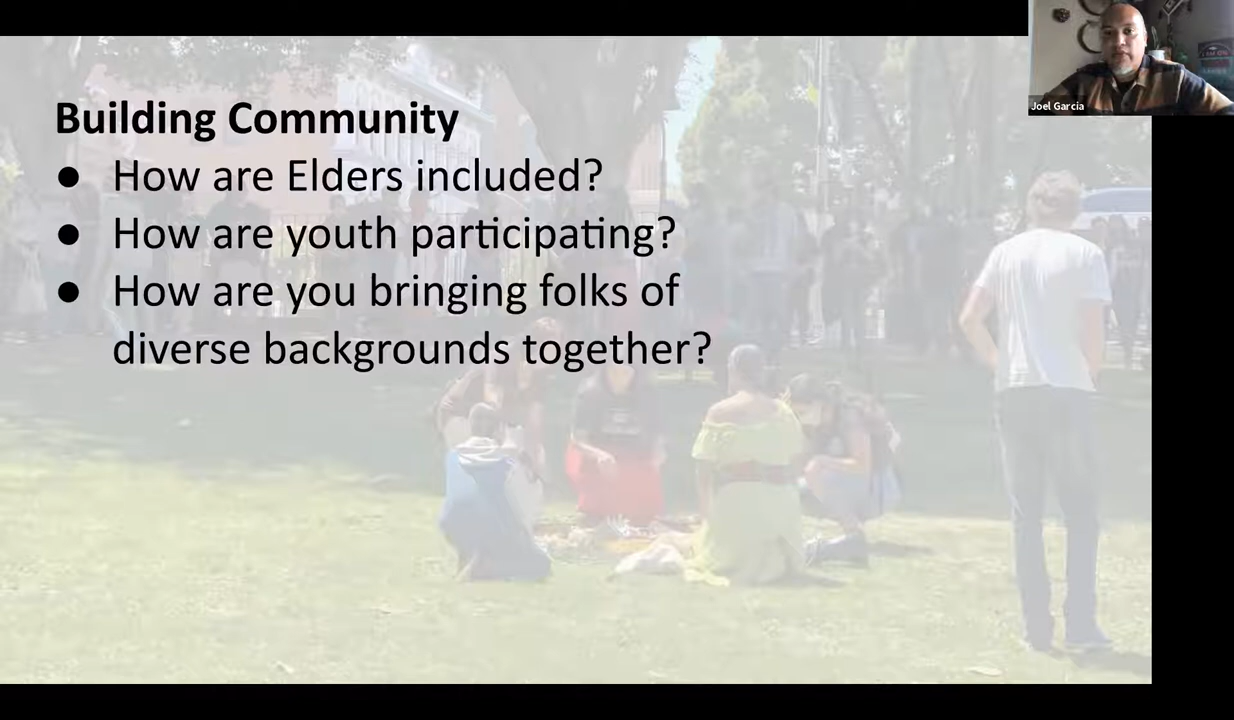 Building Community
● How are Elders included?
● How are youth participating?
● How are you bringing folks of
diverse backgrounds together?
Joel Garcia